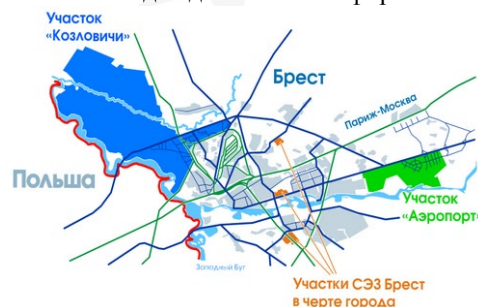 Участок
«Козловичи»
Брест
Париж-Москва
Польша
Участок
«Аэропорт
Западный Буг
Участки СЭЗ Брест
в черте города